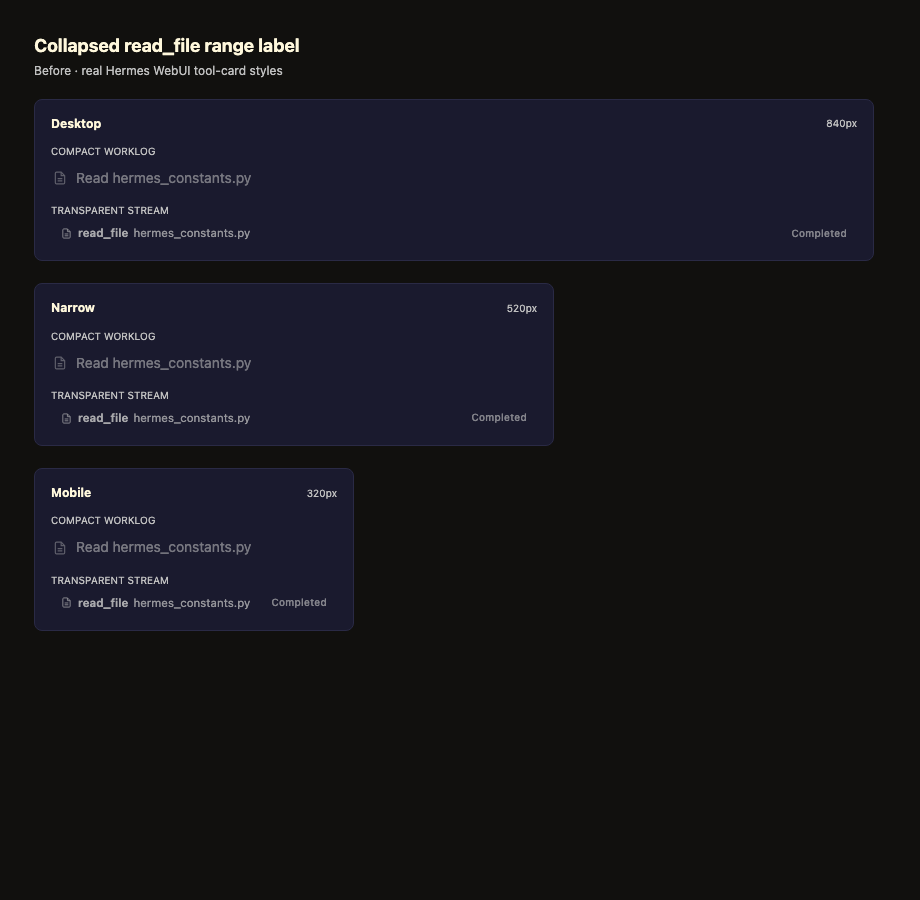 Collapsed read_file range label
Before · real Hermes WebUI tool-card styles
Desktop 840px
COMPACT WORKLOG
Read hermes_constants.py
TRANSPARENT STREAM
read_file hermes_constants.py Completed
Narrow 520px
COMPACT WORKLOG
Read hermes_constants.py
TRANSPARENT STREAM
read_file hermes_constants.py Completed
Mobile 320px
COMPACT WORKLOG
Read hermes_constants.py
TRANSPARENT STREAM
read_file hermes_constants.py Completed